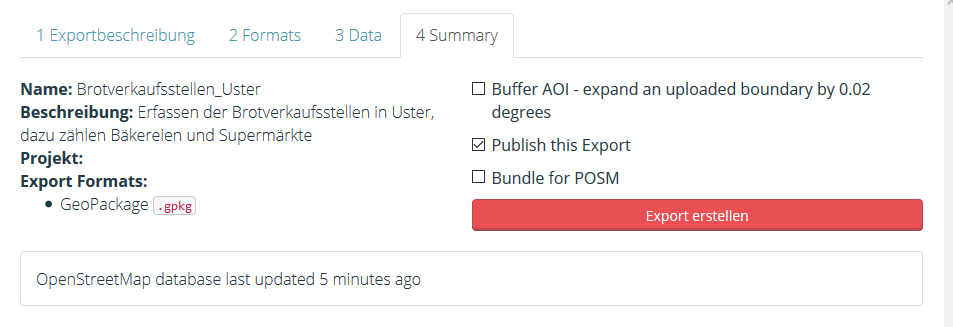 1 Exportbeschreibung 2 Formats 3 Data 4 Summary
Name: Brotverkaufsstellen_Uster
Beschreibung: Erfassen der Brotverkaufsstellen in Uster,
dazu zählen Bäkereien und Supermärkte
Projekt:
Export Formats:
GeoPackage .gpkg
Buffer AOI - expand an uploaded boundary by 0.02
degrees
Publish this Export
Bundle for POSM
Export erstellen
OpenStreetMap database last updated 5 minutes ago